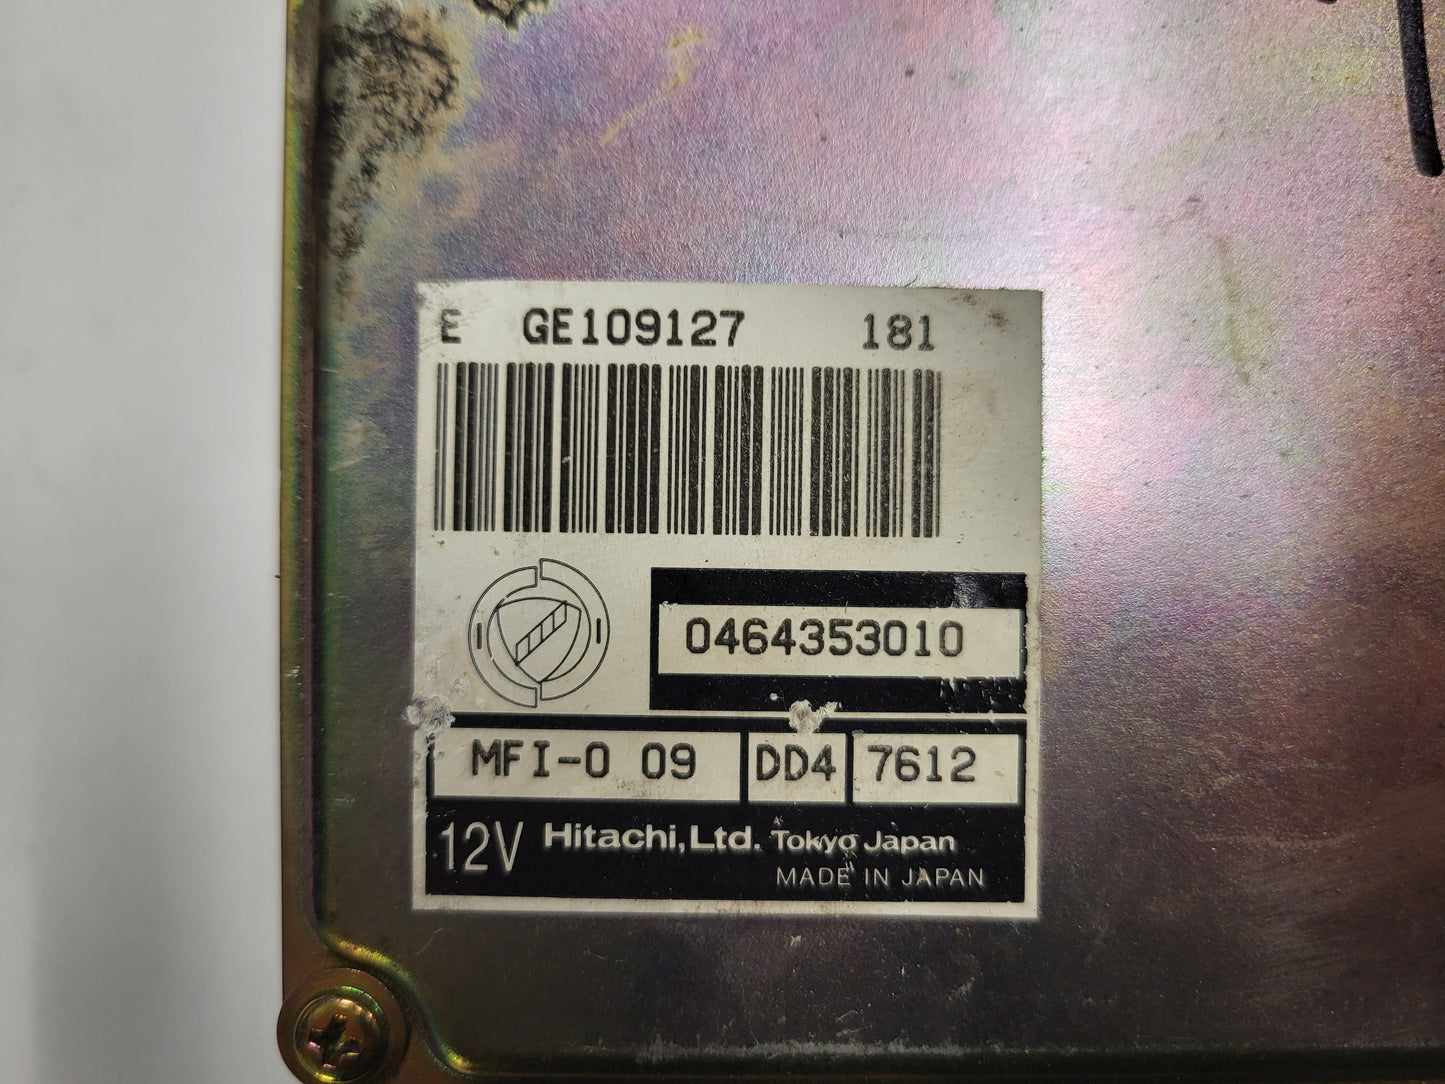 E GE109127 181
0464353010
MFI-0 09 DD4 7612
12V Hitachi,Ltd. Tokyo Japan
MADE IN JAPAN